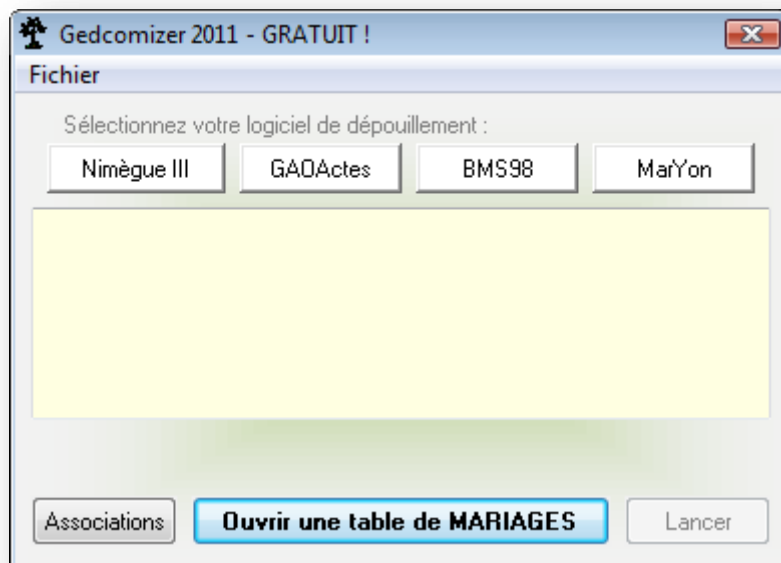 Gedcomizer 2011 - GRATUIT !
Fichier
Sélectionnez votre logiciel de dépouillement :
Nimègue III GAOActes BMS98 MarYon
Associations Ouvrir une table de MARIAGES Lancer